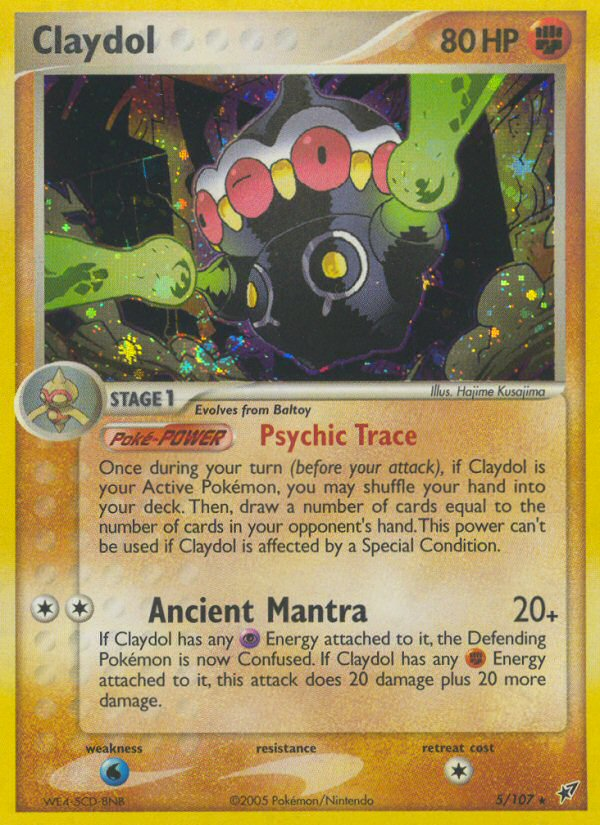 Claydol 80 HP
Illus. Hajime Kusajima
STAGE 1
Evolves from Baltoy
Poké-POWER Psychic Trace
Once during your turn (before your attack), if Claydol is
your Active Pokémon, you may shuffle your hand into
your deck. Then, draw a number of cards equal to the
number of cards in your opponent's hand. This power can't
be used if Claydol is affected by a Special Condition.
Ancient Mantra 20+
If Claydol has any Energy attached to it, the Defending
Pokémon is now Confused. If Claydol has any Energy
attached to it, this attack does 20 damage plus 20 more
damage.
weakness resistance retreat cost
WE4-5CD-8NB ©2005 Pokémon/Nintendo 5/107 ★